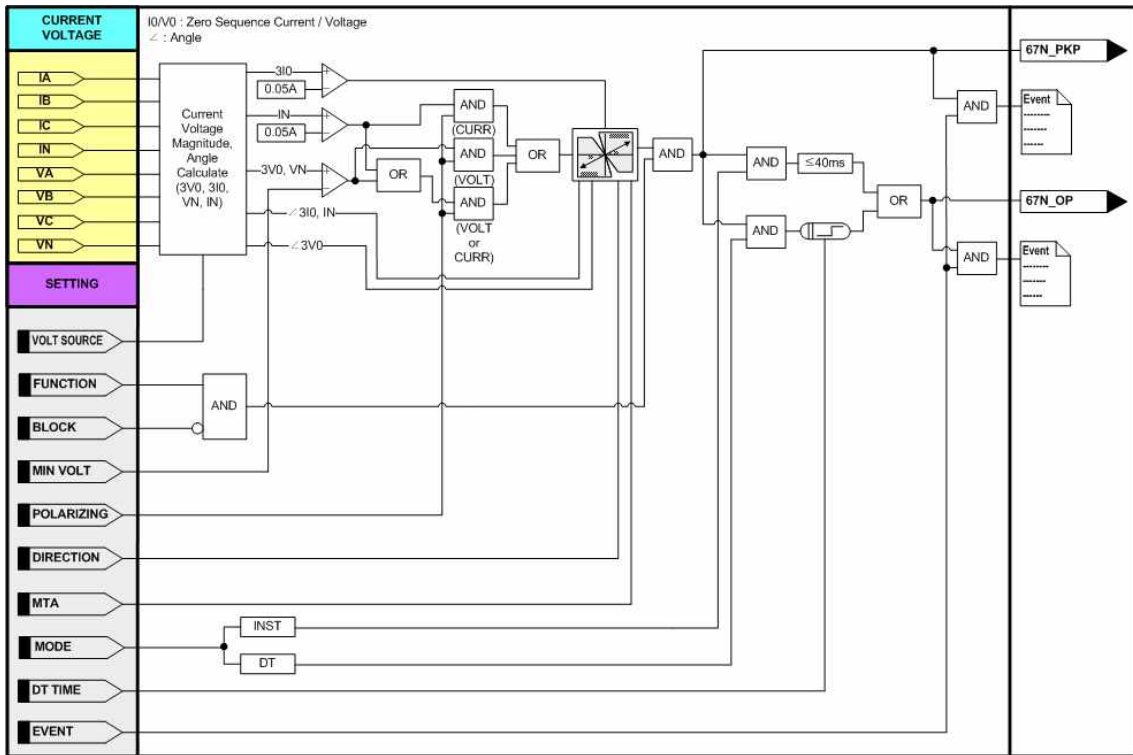 CURRENT
VOLTAGE
I0/V0 : Zero Sequence Current / Voltage
∠ : Angle
IA
IB
IC
IN
VA
VB
VC
VN
Current
Voltage
Magnitude,
Angle
Calculate
(3V0, 3I0,
VN, IN)
3I0
0.05A
IN
0.05A
3V0, VN
∠3I0, IN
∠3V0
+
−
+
−
+
−
AND
(CURR)
AND
(VOLT)
AND
(VOLT
or
CURR)
OR
OR
AND
AND
≤40ms
AND
OR
67N_PKP
AND
Event
67N_OP
AND
Event
SETTING
VOLT SOURCE
FUNCTION
BLOCK
AND
MIN VOLT
POLARIZING
DIRECTION
MTA
MODE
INST
DT
DT TIME
EVENT